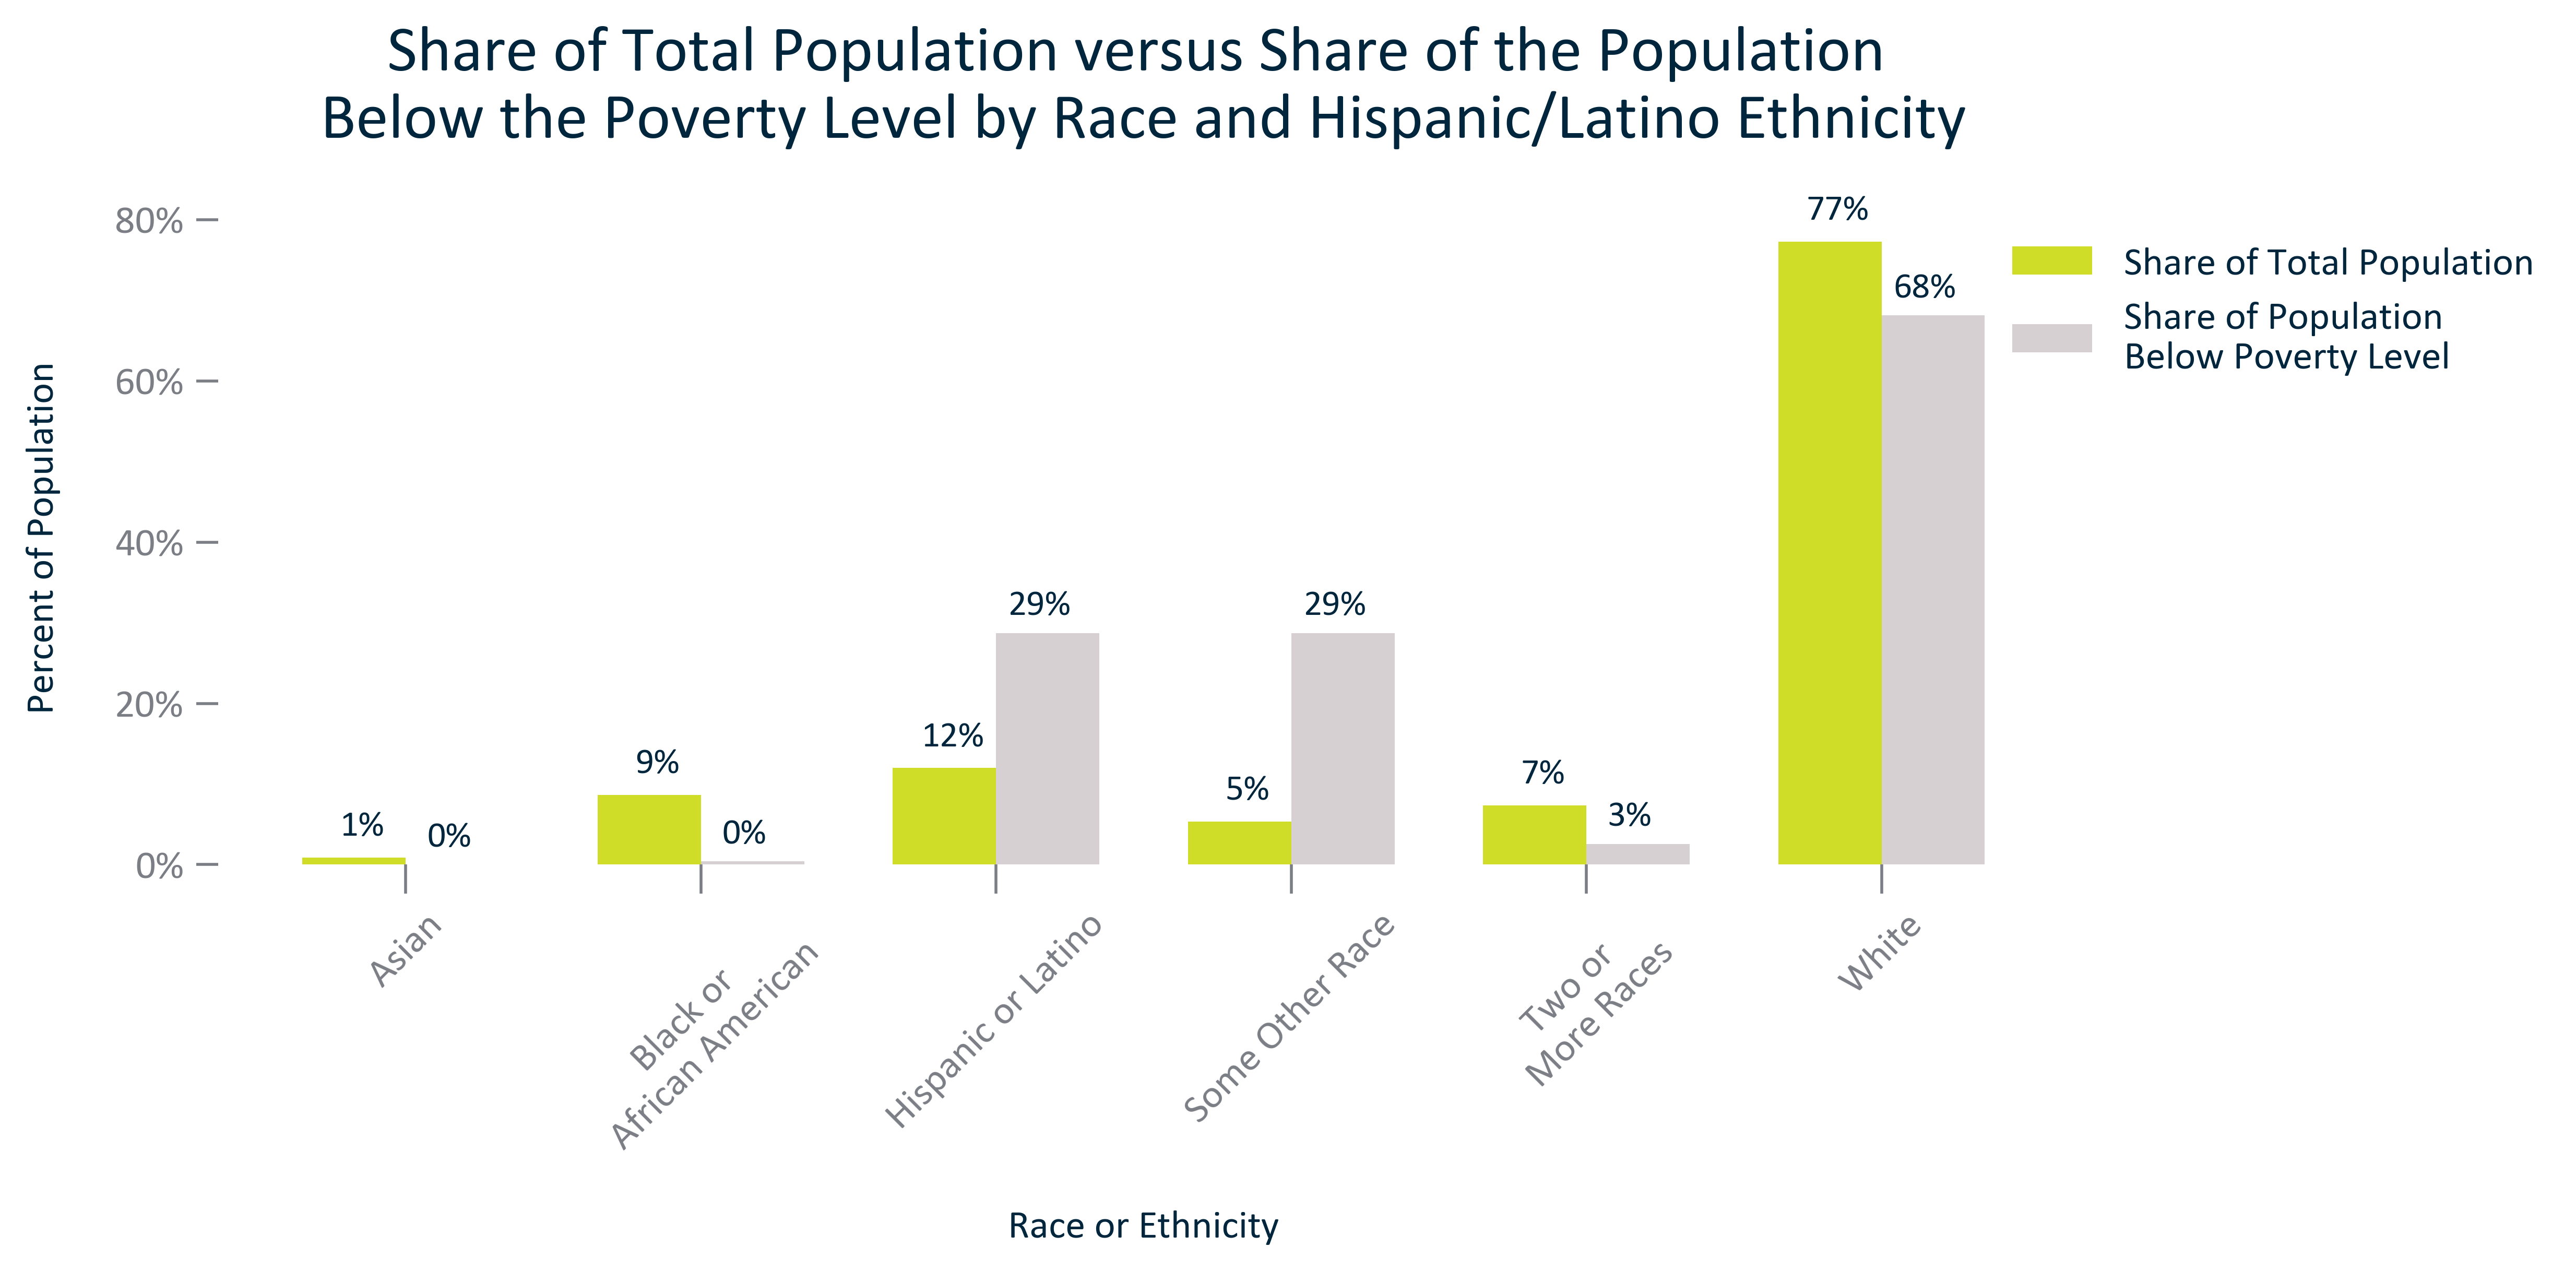 Share of Total Population versus Share of the Population
Below the Poverty Level by Race and Hispanic/Latino Ethnicity
Percent of Population
80%
60%
40%
20%
0%
1%
0%
9%
0%
12%
29%
5%
29%
7%
3%
77%
68%
Share of Total Population
Share of Population
Below Poverty Level
Asian
Black or
African American
Hispanic or Latino
Some Other Race
Two or
More Races
White
Race or Ethnicity